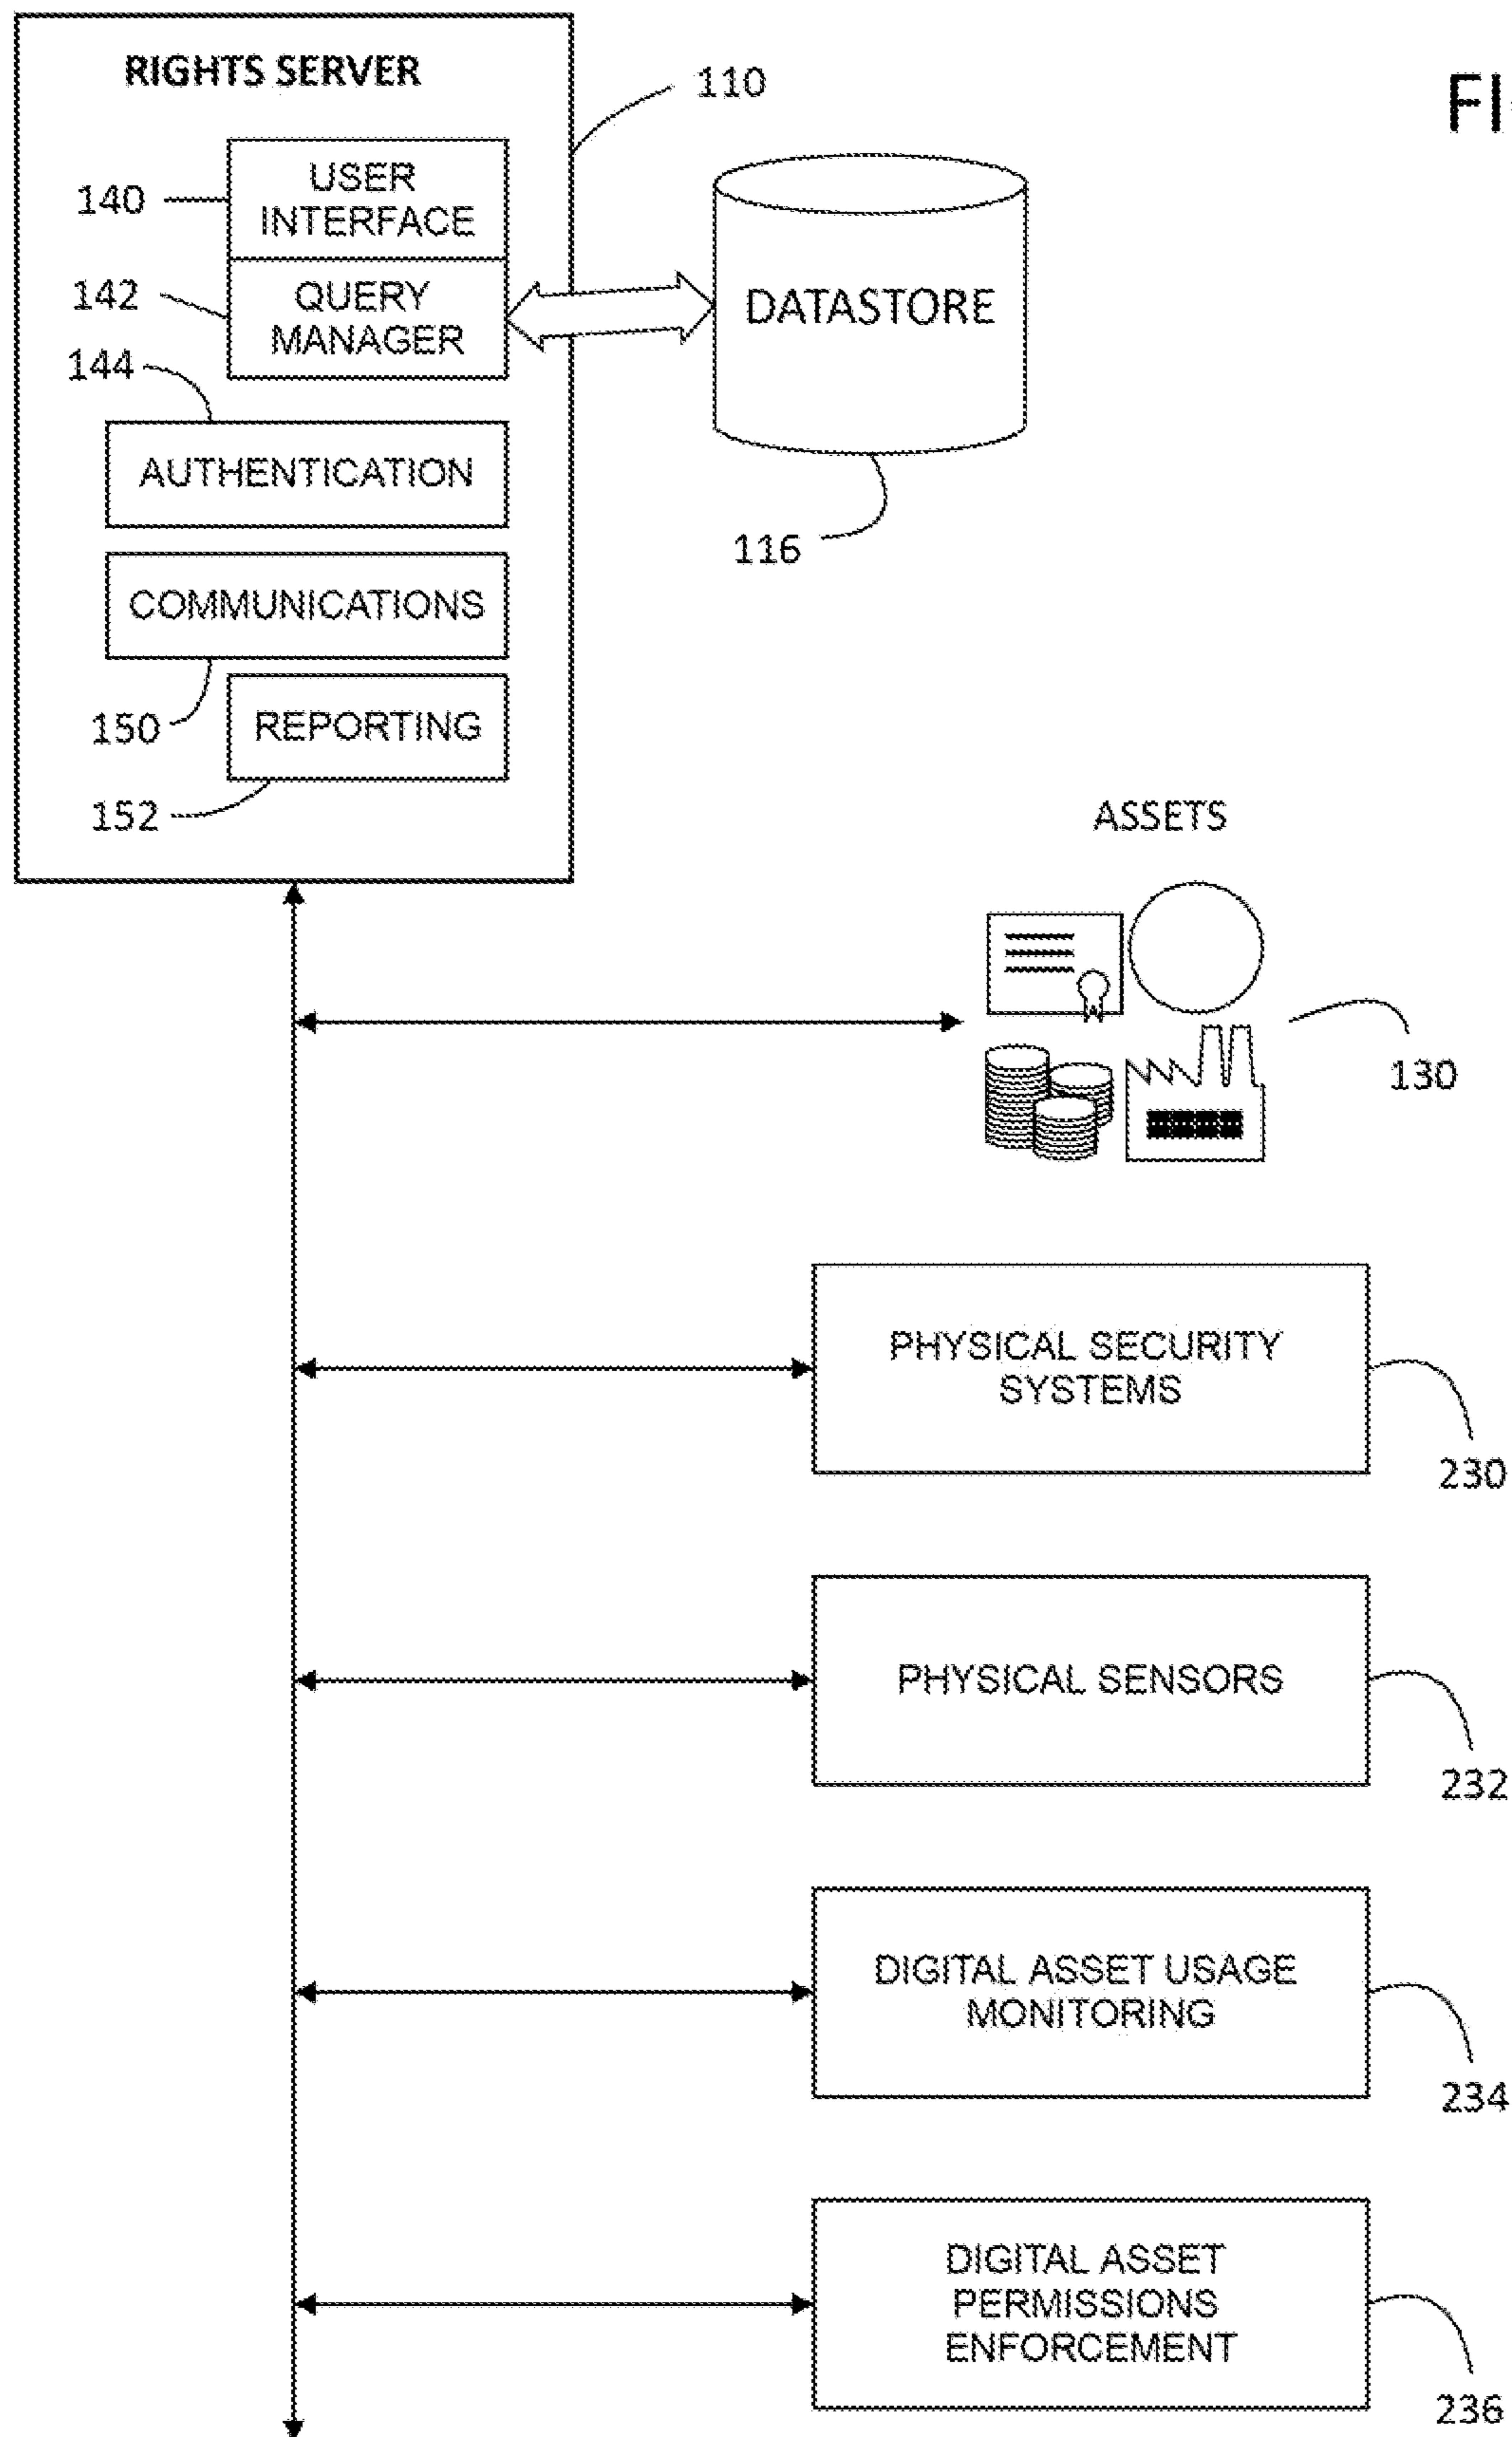 RIGHTS SERVER
110
FI
140
USER
INTERFACE
142
QUERY
MANAGER
DATASTORE
144
AUTHENTICATION
116
COMMUNICATIONS
150
REPORTING
152
ASSETS
130
PHYSICAL SECURITY
SYSTEMS
230
PHYSICAL SENSORS
232
DIGITAL ASSET USAGE
MONITORING
234
DIGITAL ASSET
PERMISSIONS
ENFORCEMENT
236